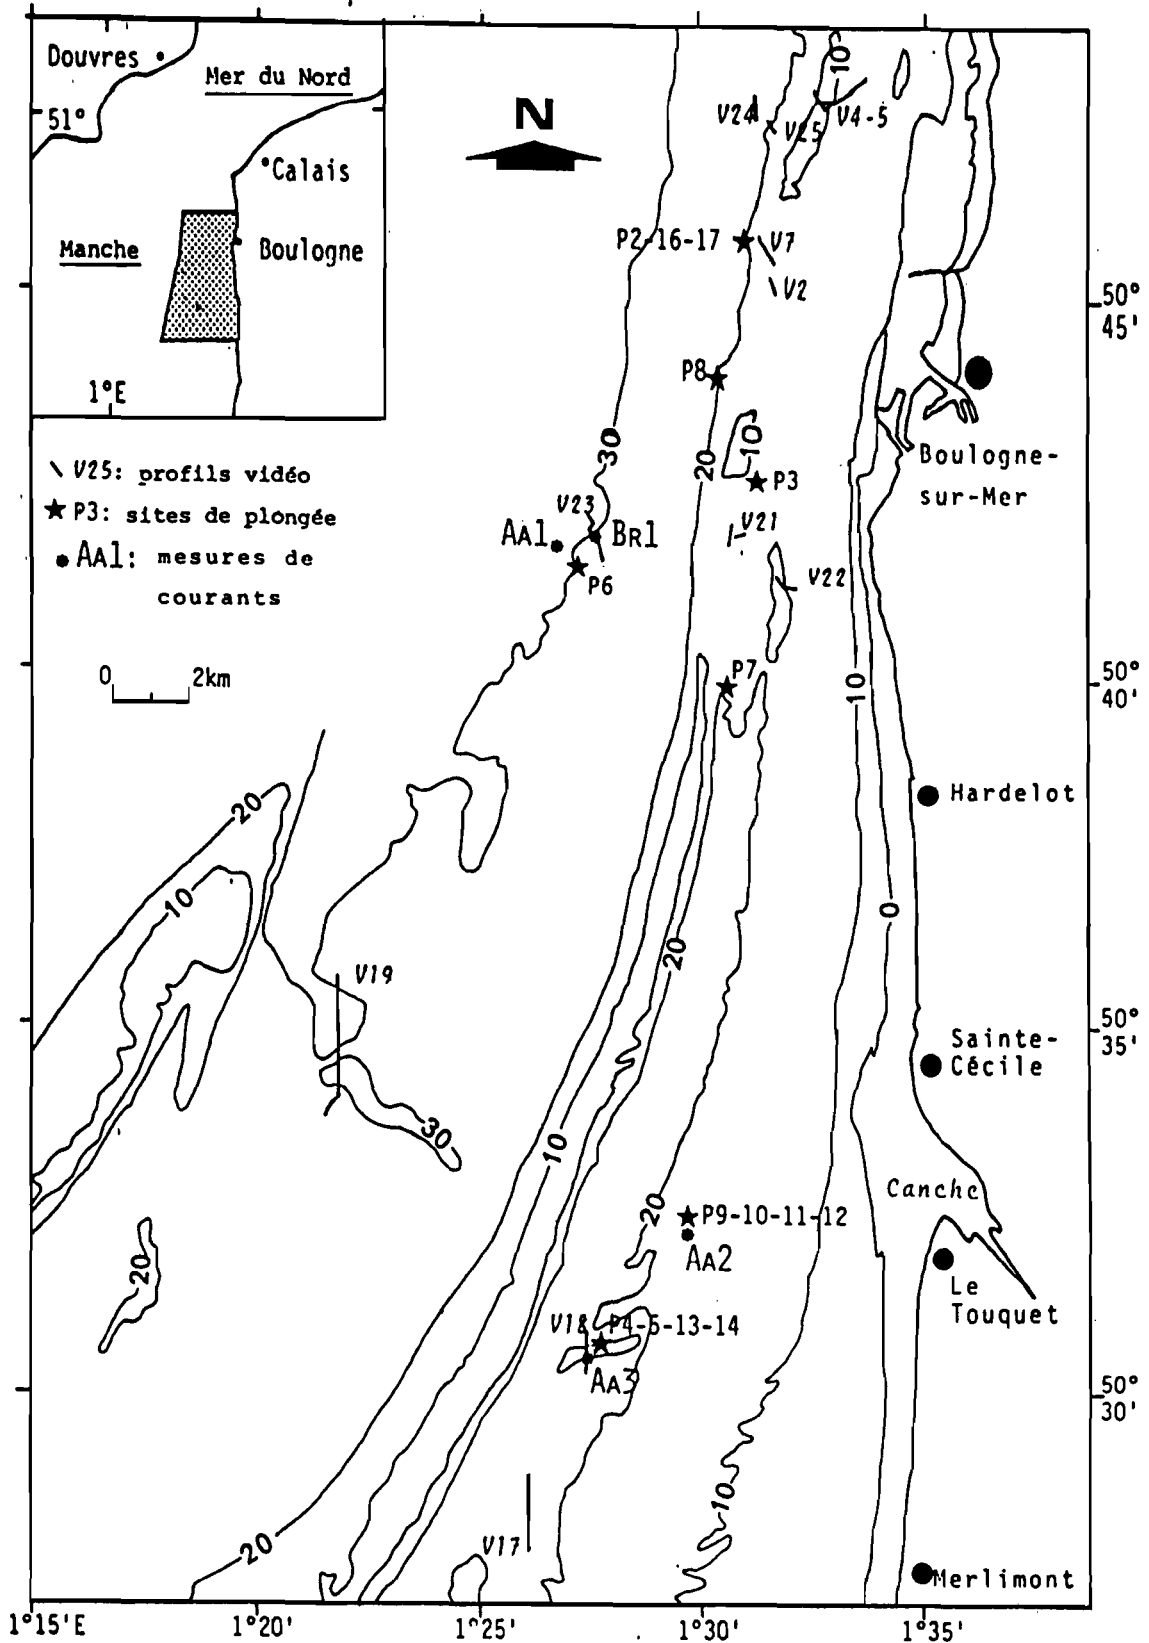 Douvres
Mer du Nord
51°
Calais
Manche
Boulogne
1°E
V25: profils vidéo
P3: sites de plongée
AA1: mesures de
courants
0 2km
N
10
V24
V25
V4-5
P2-16-17
V7
V2
50°
45'
P8
30
20
10
P3
Boulogne-
sur-Mer
V23
AA1
BR1
V21
P6
V22
P7
10
50°
40'
Hardelot
20
10
0
20
V19
50°
35'
Sainte-
Cécile
30
10
Canche
20
P9-10-11-12
AA2
20
Le
Touquet
V18
P4-5-13-14
AA3
50°
30'
10
20
V17
Merlimont
1°15'E
1°20'
1°25'
1°30'
1°35'